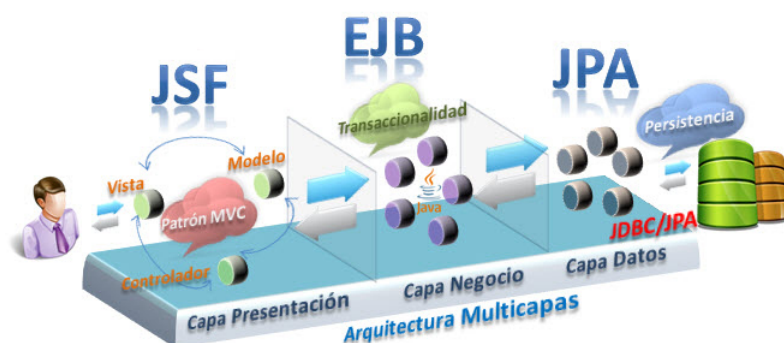 JSF
EJB
JPA
Transaccionalidad
Persistencia
Vista
Modelo
Patrón MVC
Controlador
Java
JDBC/JPA
Capa Presentación
Capa Negocio
Capa Datos
Arquitectura Multicapas